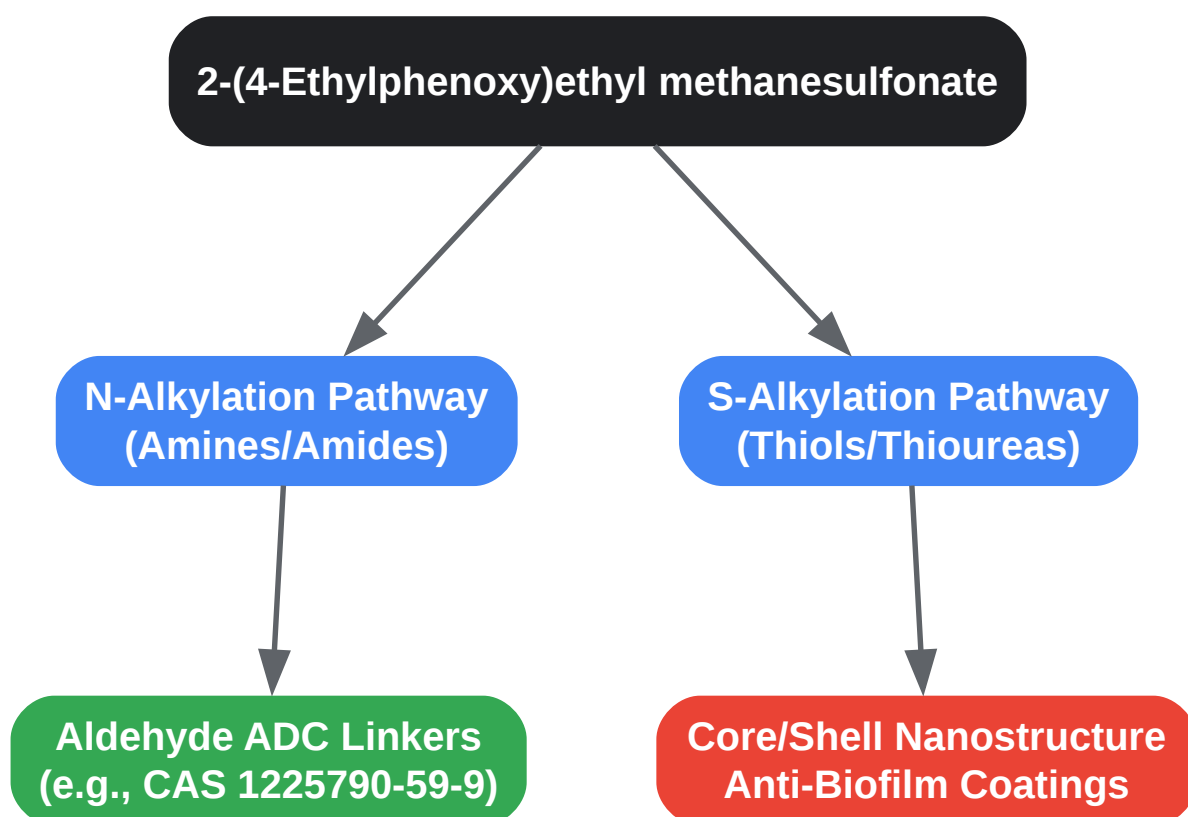 2-(4-Ethylphenoxy)ethyl methanesulfonate
N-Alkylation Pathway
(Amines/Amides)
S-Alkylation Pathway
(Thiols/Thioureas)
Aldehyde ADC Linkers
(e.g., CAS 1225790-59-9)
Core/Shell Nanostructure
Anti-Biofilm Coatings